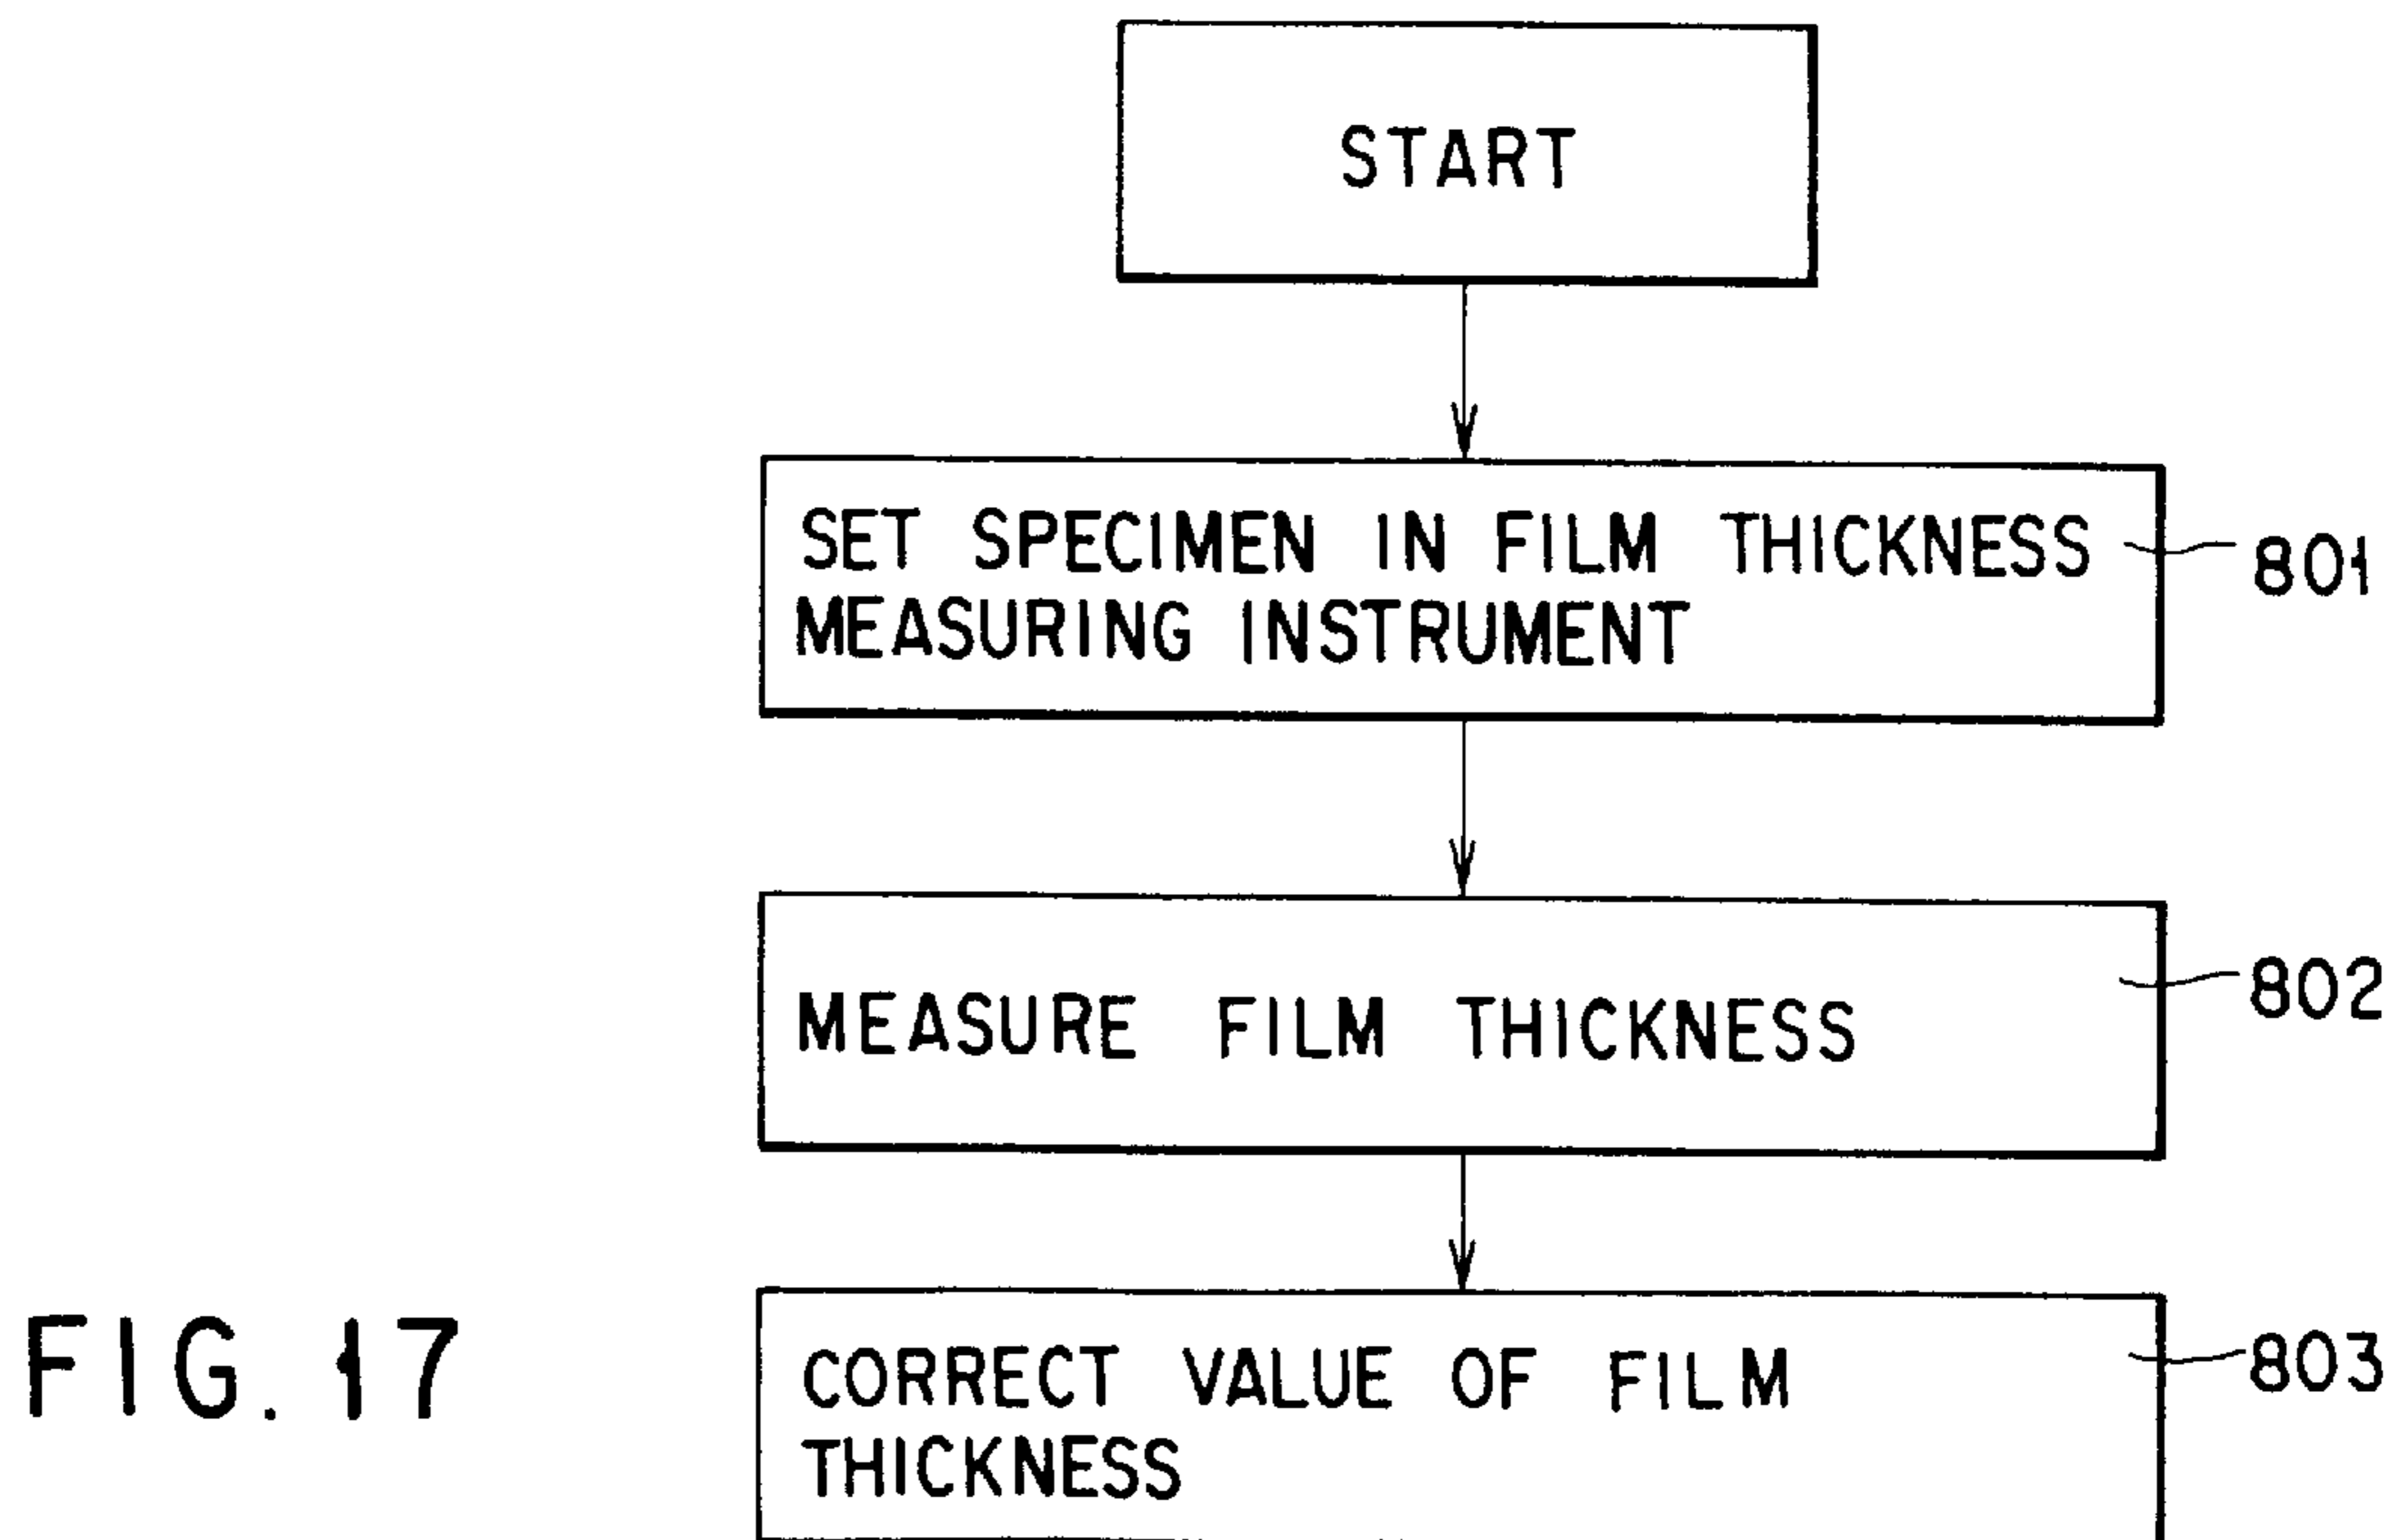 START
SET SPECIMEN IN FILM THICKNESS
MEASURING INSTRUMENT
801
MEASURE FILM THICKNESS
802
CORRECT VALUE OF FILM
THICKNESS
803
FIG. 17